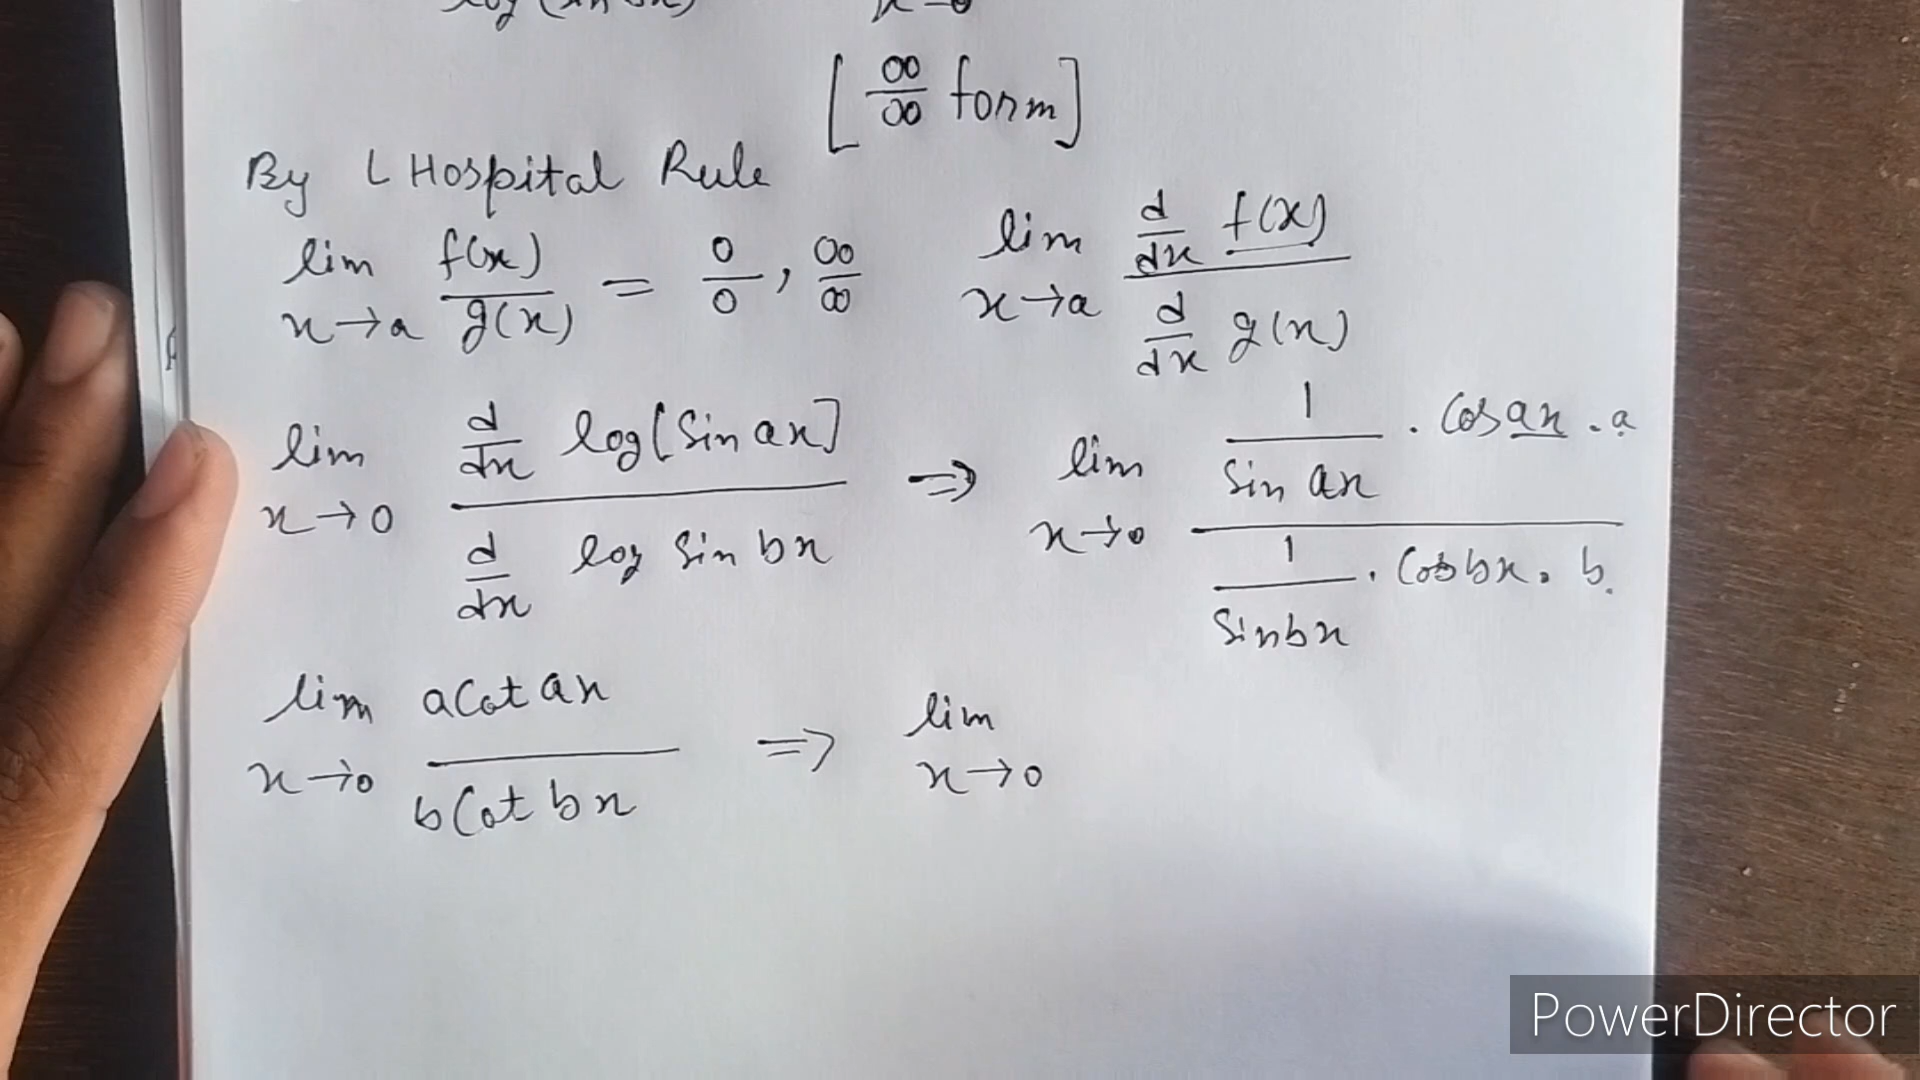 [∞/∞ form]
By L Hospital Rule
lim x→a f(x)/g(x) = 0/0, ∞/∞ lim x→a d/dx f(x) / d/dx g(x)
lim x→0 d/dx log[Sin ax] / d/dx log Sin bx ⇒ lim x→0 1/Sin ax . Cos ax . a / 1/Sin bx . Cos bx . b
lim x→0 a Cot ax / b Cot bx ⇒ lim x→0
PowerDirector